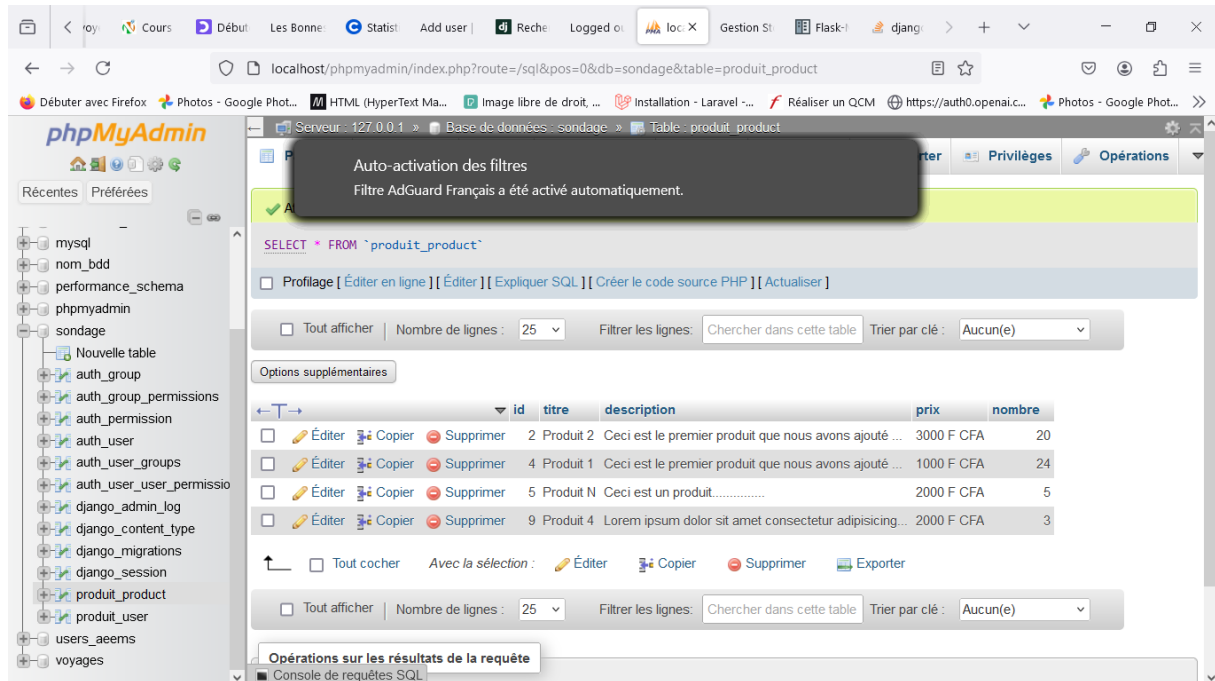 voy
Cours
Début
Les Bonne
Statist
Add user |
dj Reche
Logged ou
loca
Gestion St
Flask-
djang
localhost/phpmyadmin/index.php?route=/sql&pos=0&db=sondage&table=produit_product
Débuter avec Firefox
Photos - Google Phot...
HTML (HyperText Ma...
Image libre de droit, ...
Installation - Laravel -...
Réaliser un QCM
https://auth0.openai.c...
Photos - Google Phot...
phpMyAdmin
Récentes Préférées
mysql
nom_bdd
performance_schema
phpmyadmin
sondage
Nouvelle table
auth_group
auth_group_permissions
auth_permission
auth_user
auth_user_groups
auth_user_user_permissio
django_admin_log
django_content_type
django_migrations
django_session
produit_product
produit_user
users_aeems
voyages
Serveur : 127.0.0.1 » Base de données : sondage » Table : produit_product
P
rter Privilèges Opérations
Auto-activation des filtres
Filtre AdGuard Français a été activé automatiquement.
A
SELECT * FROM `produit_product`
Profilage [ Éditer en ligne ] [ Éditer ] [ Expliquer SQL ] [ Créer le code source PHP ] [ Actualiser ]
Tout afficher | Nombre de lignes : 25 Filtrer les lignes: Chercher dans cette table Trier par clé : Aucun(e)
Options supplémentaires
←T→ id titre description prix nombre
Éditer Copier Supprimer 2 Produit 2 Ceci est le premier produit que nous avons ajouté ... 3000 F CFA 20
Éditer Copier Supprimer 4 Produit 1 Ceci est le premier produit que nous avons ajouté ... 1000 F CFA 24
Éditer Copier Supprimer 5 Produit N Ceci est un produit.............. 2000 F CFA 5
Éditer Copier Supprimer 9 Produit 4 Lorem ipsum dolor sit amet consectetur adipisicing... 2000 F CFA 3
Tout cocher Avec la sélection : Éditer Copier Supprimer Exporter
Tout afficher | Nombre de lignes : 25 Filtrer les lignes: Chercher dans cette table Trier par clé : Aucun(e)
Opérations sur les résultats de la requête
Console de requêtes SQL